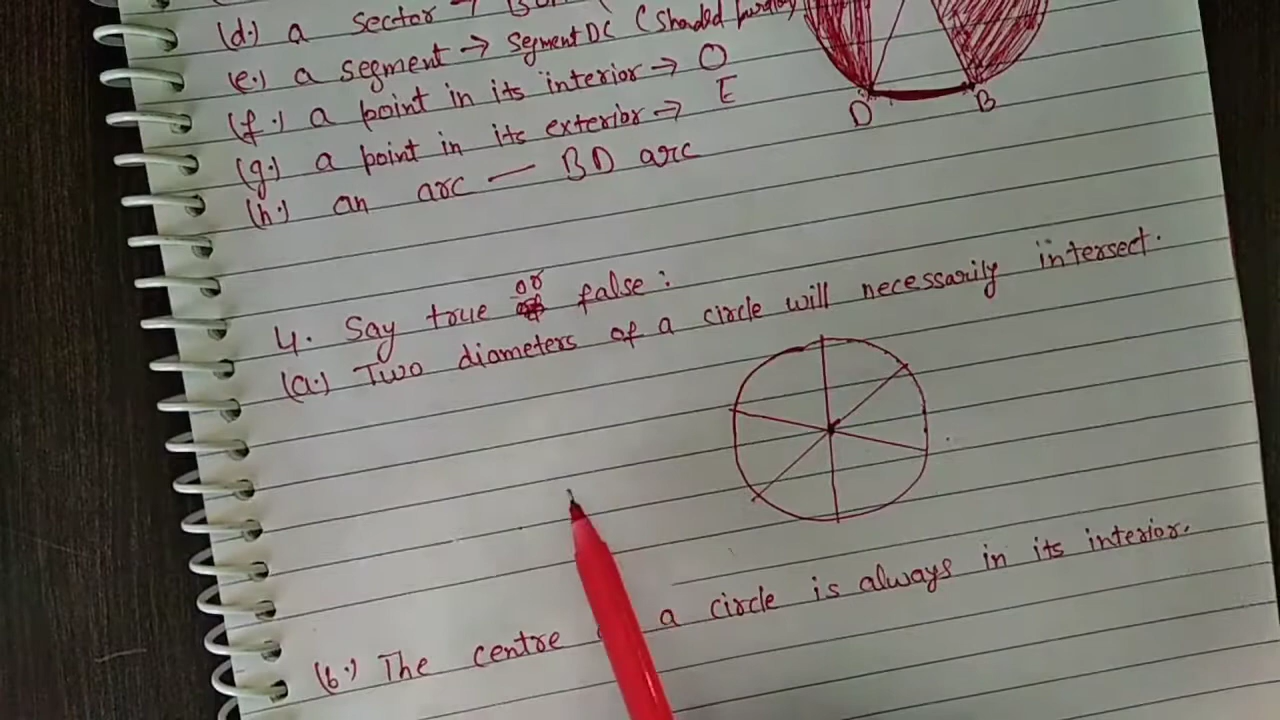 (d.) a sector →
(e.) a segment → segment DC (shaded
(f.) a point in its interior → O
(g.) a point in its exterior → E
(h.) an arc — BD arc
D B
4. Say true or false:
(a.) Two diameters of a circle will necessarily intersect.
(b.) The centre a circle is always in its interior.